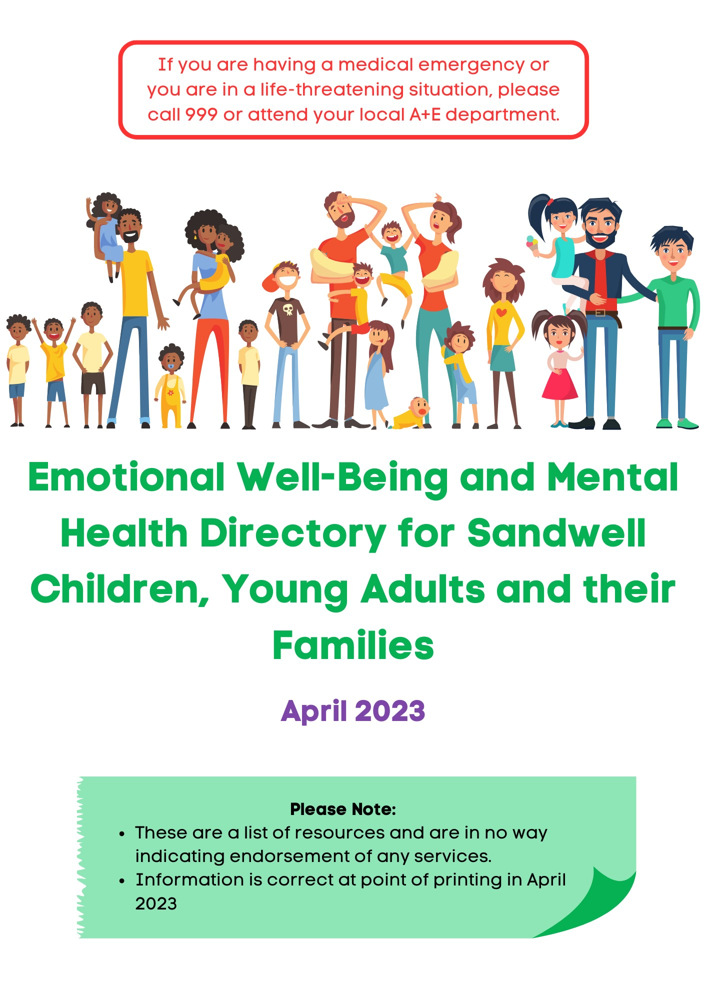 If you are having a medical emergency or
you are in a life-threatening situation, please
call 999 or attend your local A+E department.
Emotional Well-Being and Mental
Health Directory for Sandwell
Children, Young Adults and their
Families
April 2023
Please Note:
• These are a list of resources and are in no way
indicating endorsement of any services.
• Information is correct at point of printing in April
2023